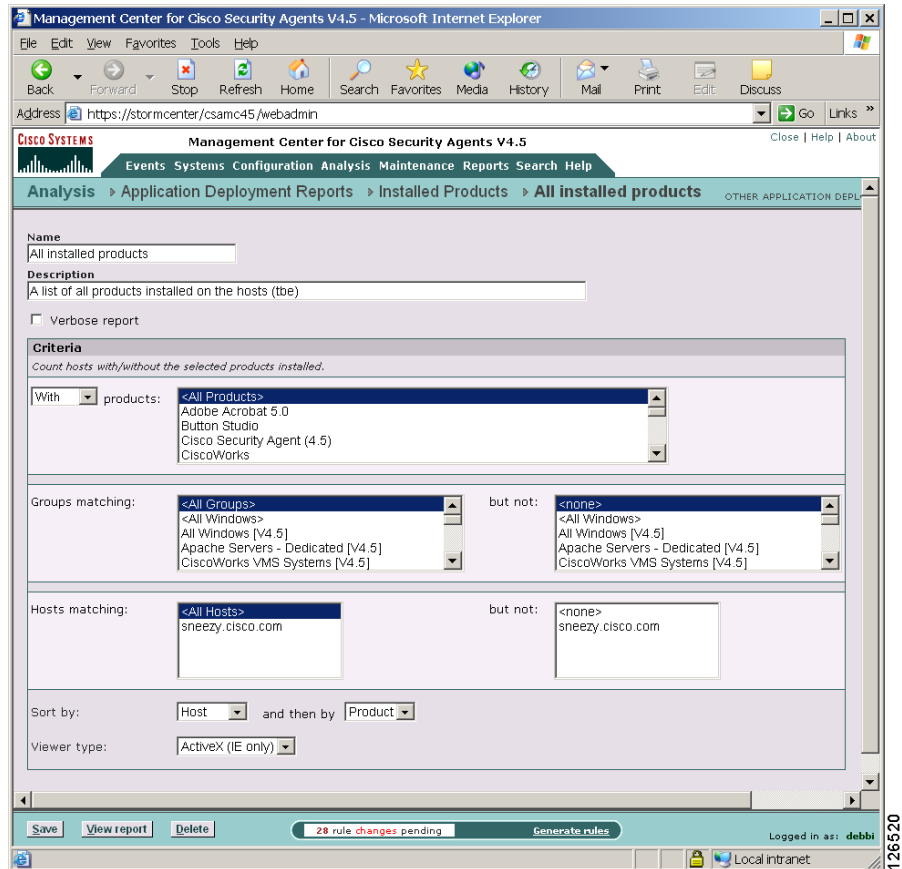 Management Center for Cisco Security Agents V4.5 - Microsoft Internet Explorer
File Edit View Favorites Tools Help
Back Forward Stop Refresh Home Search Favorites Media History Mail Print Edit Discuss
Address https://stormcenter/csamc45/webadmin Go Links »
CISCO SYSTEMS Management Center for Cisco Security Agents V4.5 Close | Help | About
Events Systems Configuration Analysis Maintenance Reports Search Help
Analysis Application Deployment Reports Installed Products All installed products OTHER APPLICATION DEPL
Name
All installed products
Description
A list of all products installed on the hosts (tbe)
Verbose report
Criteria
Count hosts with/without the selected products installed.
With products: <All Products>
Adobe Acrobat 5.0
Button Studio
Cisco Security Agent (4.5)
CiscoWorks
Groups matching: <All Groups>
<All Windows>
All Windows [V4.5]
Apache Servers - Dedicated [V4.5]
CiscoWorks VMS Systems [V4.5]
but not: <none>
<All Windows>
All Windows [V4.5]
Apache Servers - Dedicated [V4.5]
CiscoWorks VMS Systems [V4.5]
Hosts matching: <All Hosts>
sneezy.cisco.com
but not: <none>
sneezy.cisco.com
Sort by: Host and then by Product
Viewer type: ActiveX (IE only)
Save View report Delete 28 rule changes pending Generate rules Logged in as: debbi
Local intranet
126520